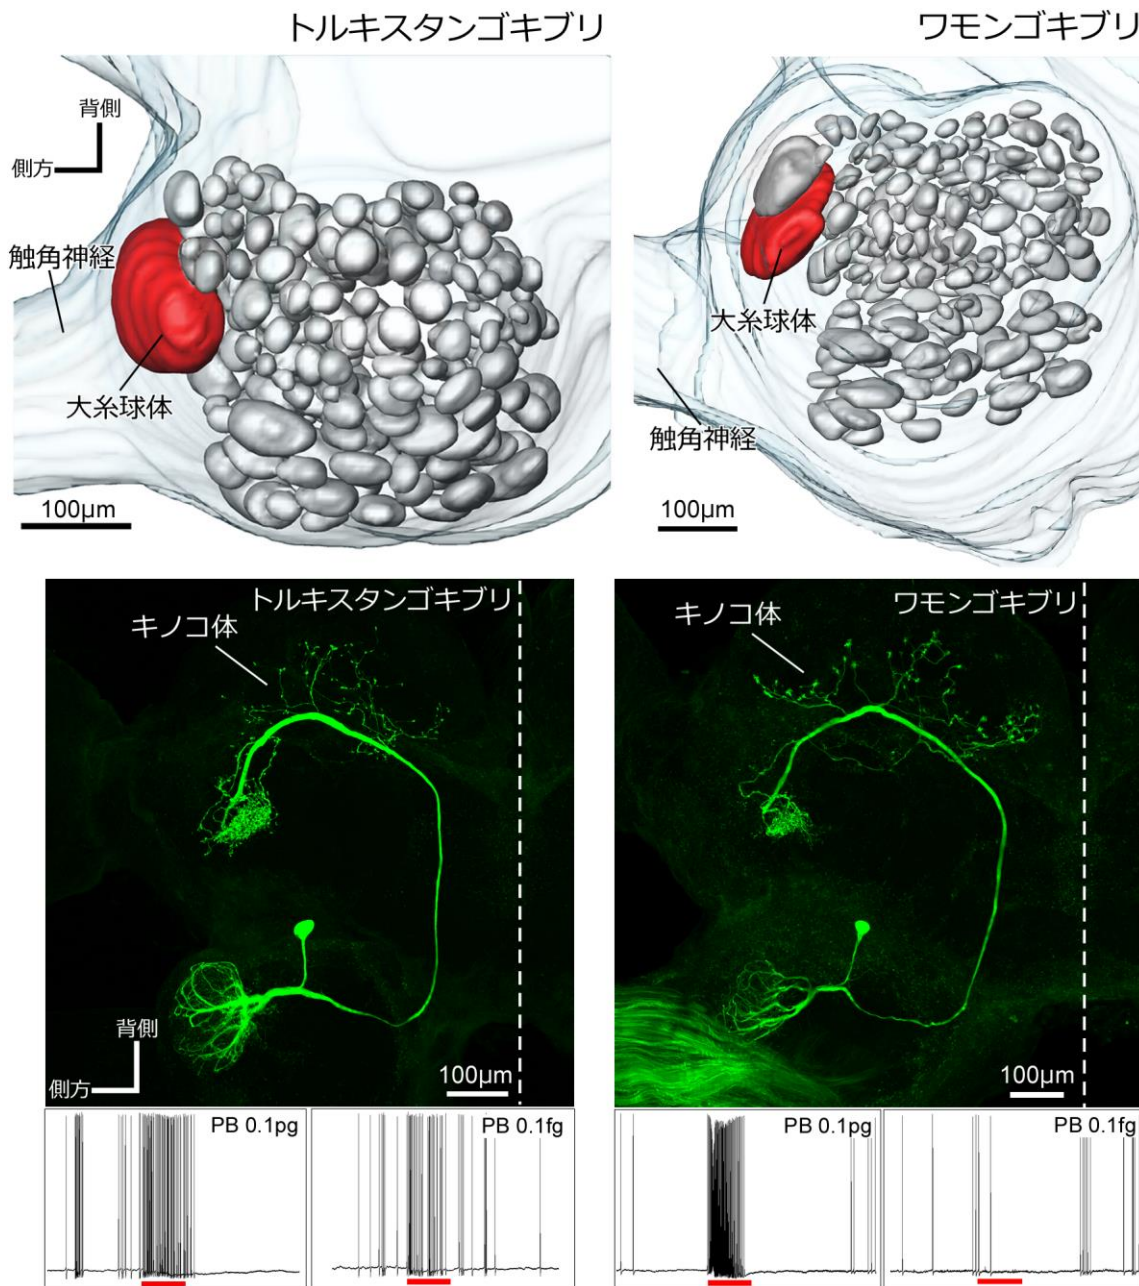 トルキスタンゴキブリ
ワモンゴキブリ
背側
側方
触角神経
大糸球体
100μm
大糸球体
触角神経
100μm
トルキスタンゴキブリ
キノコ体
背側
側方
100μm
ワモンゴキブリ
キノコ体
100μm
PB 0.1pg
PB 0.1fg
PB 0.1pg
PB 0.1fg